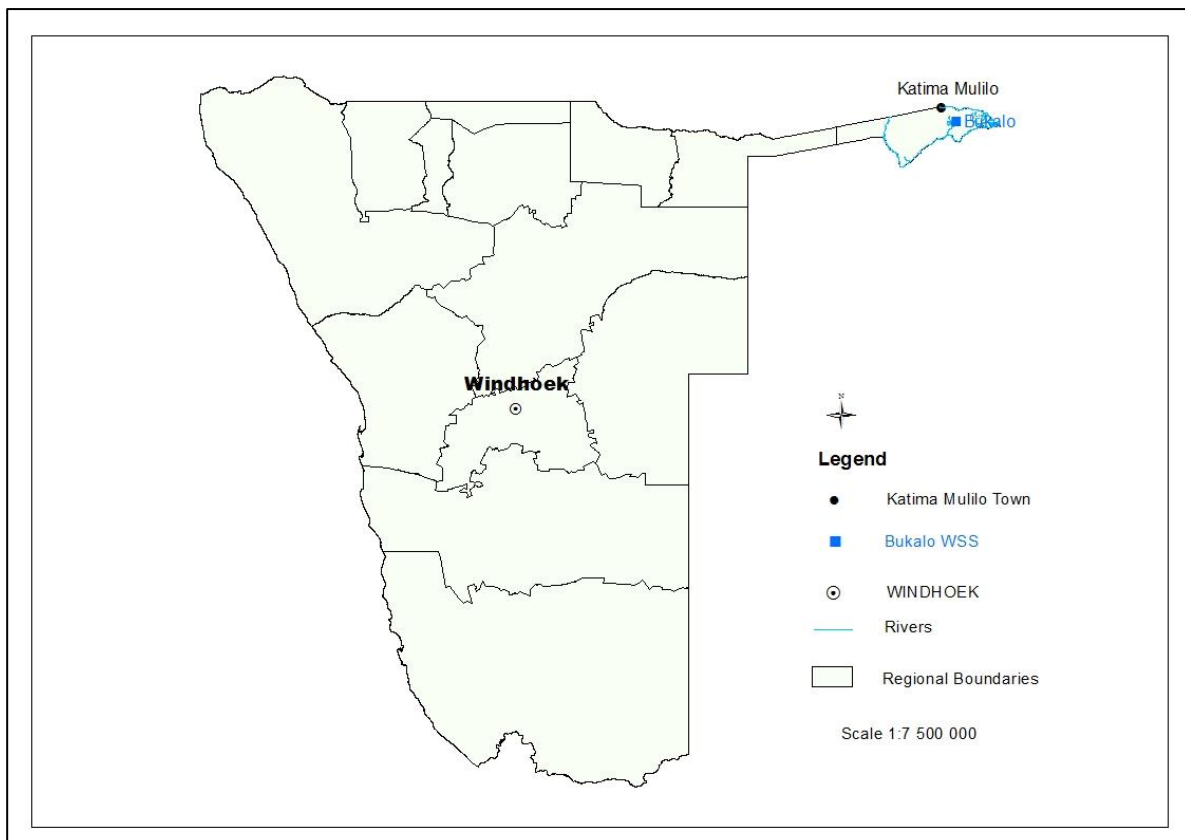 Katima Mulilo
Bukalo
Windhoek
N
Legend
Katima Mulilo Town
Bukalo WSS
WINDHOEK
Rivers
Regional Boundaries
Scale 1:7 500 000